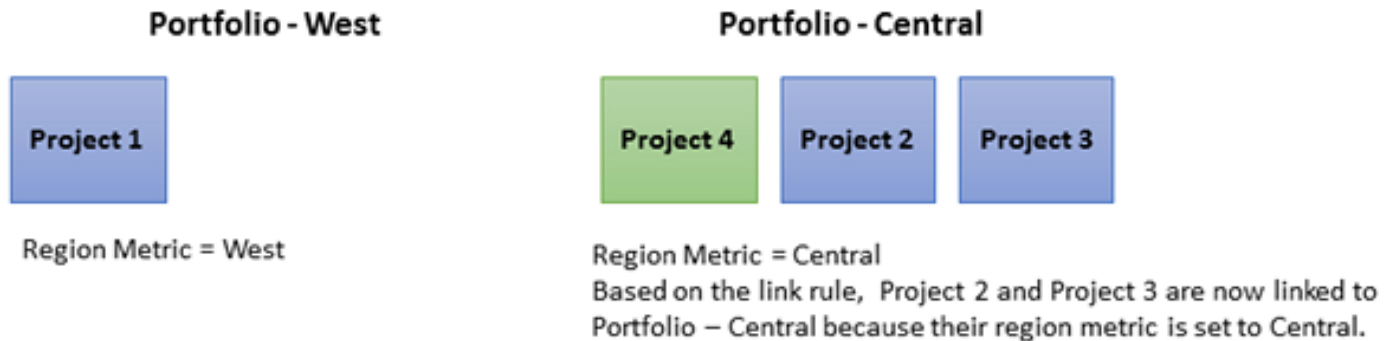 Portfolio - West
Project 1
Region Metric = West
Portfolio - Central
Project 4
Project 2
Project 3
Region Metric = Central
Based on the link rule,  Project 2 and Project 3 are now linked to
Portfolio – Central because their region metric is set to Central.